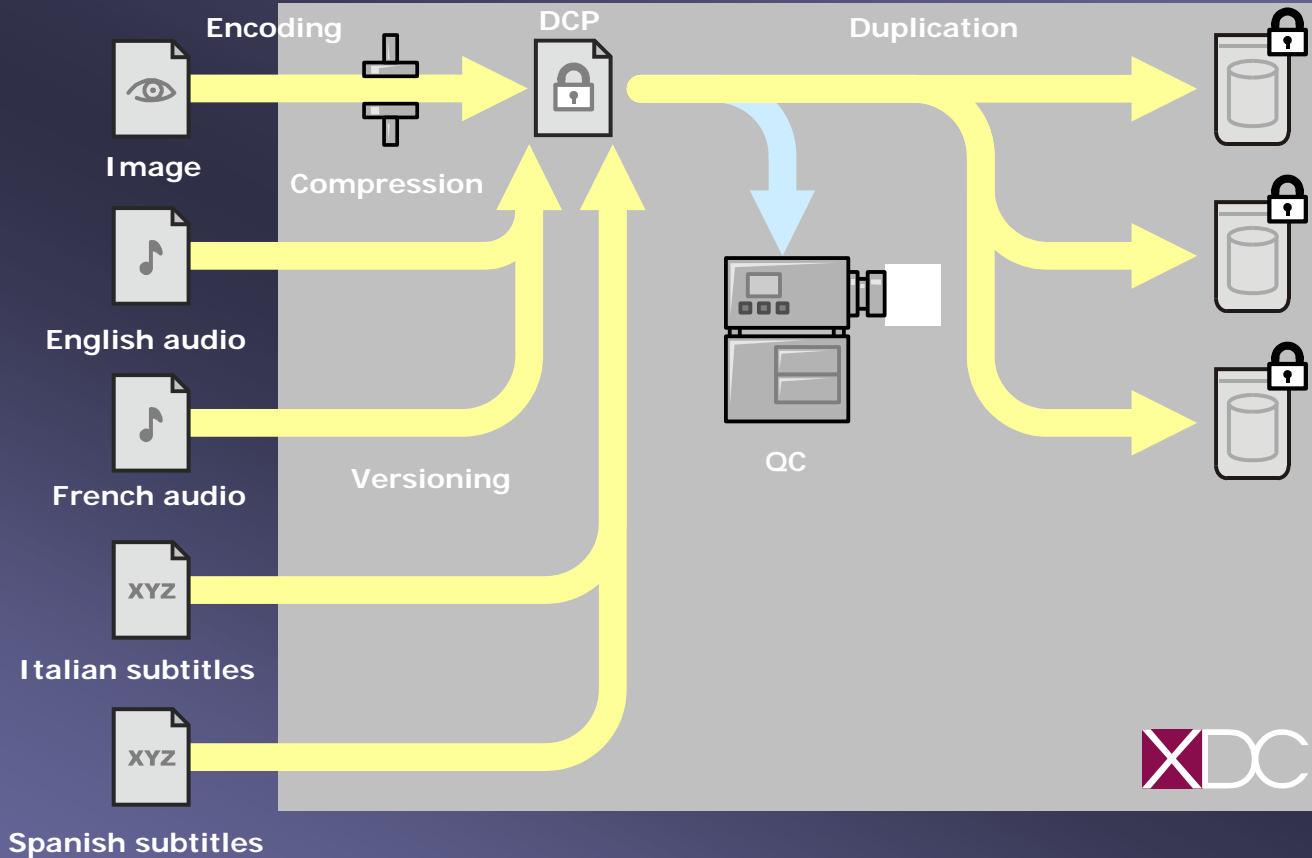 Encoding
DCP
Duplication
Image
Compression
English audio
QC
Versioning
French audio
XYZ
Italian subtitles
XYZ
XDC
Spanish subtitles